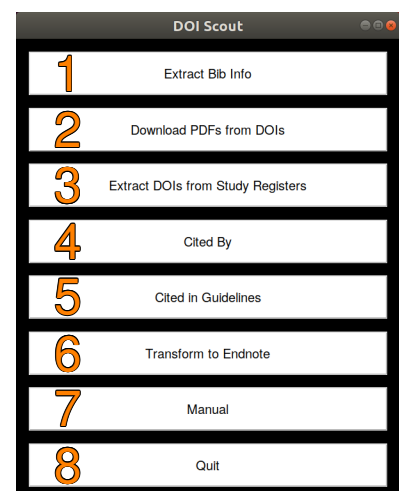 DOI Scout
1 Extract Bib Info
2 Download PDFs from DOIs
3 Extract DOIs from Study Registers
4 Cited By
5 Cited in Guidelines
6 Transform to Endnote
7 Manual
8 Quit